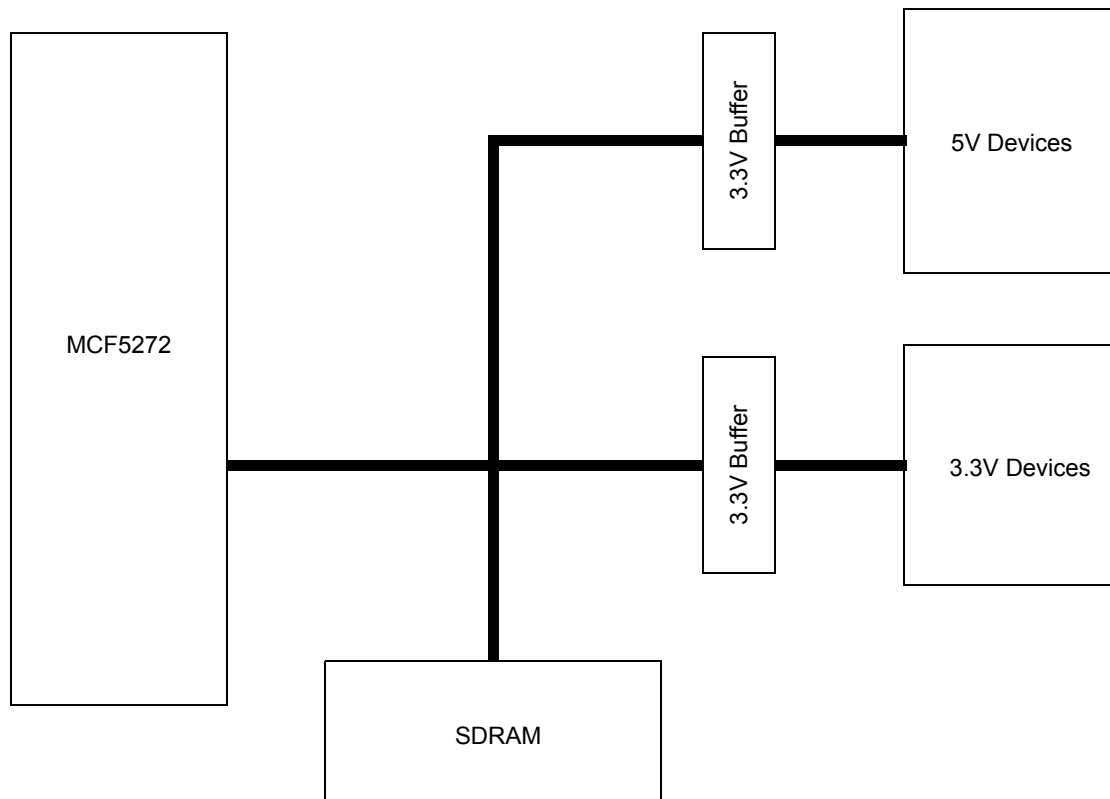 3.3V Buffer
5V Devices
MCF5272
3.3V Buffer
3.3V Devices
SDRAM